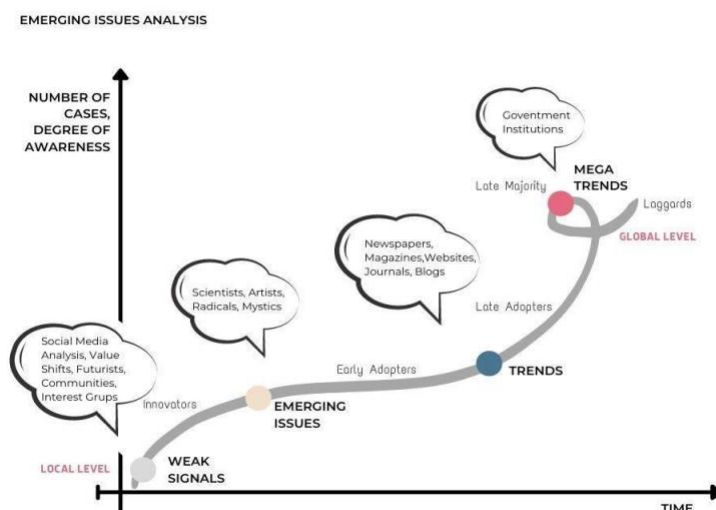 EMERGING ISSUES ANALYSIS
NUMBER OF
CASES,
DEGREE OF
AWARENESS
Goventment
Institutions
MEGA
TRENDS
Late Majority
Laggards
GLOBAL LEVEL
Newspapers,
Magazines,Websites,
Journals, Blogs
Scientists, Artists,
Radicals, Mystics
Late Adopters
Social Media
Analysis, Value
Shifts, Futurists,
Communities,
Interest Grups
Early Adopters
TRENDS
Innovators
EMERGING
ISSUES
LOCAL LEVEL
WEAK
SIGNALS
TIME